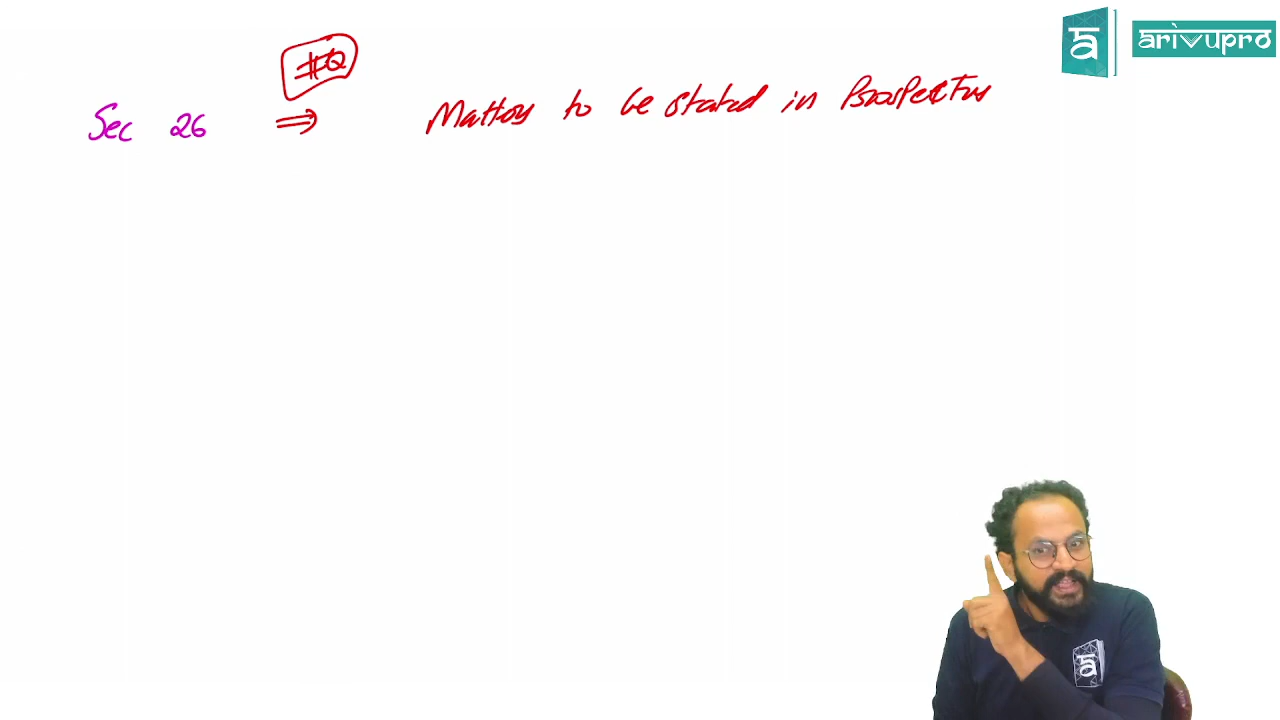 ā arivupro
#Q
Sec 26 ⇒ Matters to be stated in Prospectus
ā